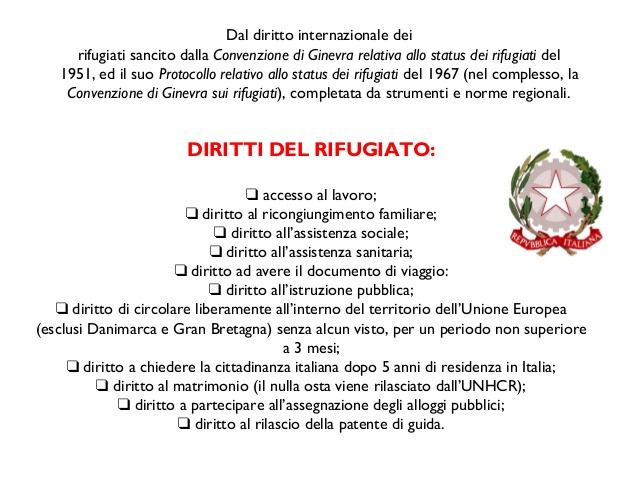 Dal diritto internazionale dei
rifugiati sancito dalla Convenzione di Ginevra relativa allo status dei rifugiati del
1951, ed il suo Protocollo relativo allo status dei rifugiati del 1967 (nel complesso, la
Convenzione di Ginevra sui rifugiati), completata da strumenti e norme regionali.
DIRITTI DEL RIFUGIATO:
❑ accesso al lavoro;
❑ diritto al ricongiungimento familiare;
❑ diritto all’assistenza sociale;
❑ diritto all’assistenza sanitaria;
❑ diritto ad avere il documento di viaggio:
❑ diritto all’istruzione pubblica;
❑ diritto di circolare liberamente all’interno del territorio dell’Unione Europea
(esclusi Danimarca e Gran Bretagna) senza alcun visto, per un periodo non superiore
a 3 mesi;
❑ diritto a chiedere la cittadinanza italiana dopo 5 anni di residenza in Italia;
❑ diritto al matrimonio (il nulla osta viene rilasciato dall’UNHCR);
❑ diritto a partecipare all’assegnazione degli alloggi pubblici;
❑ diritto al rilascio della patente di guida.
REPVBBLICA ITALIANA